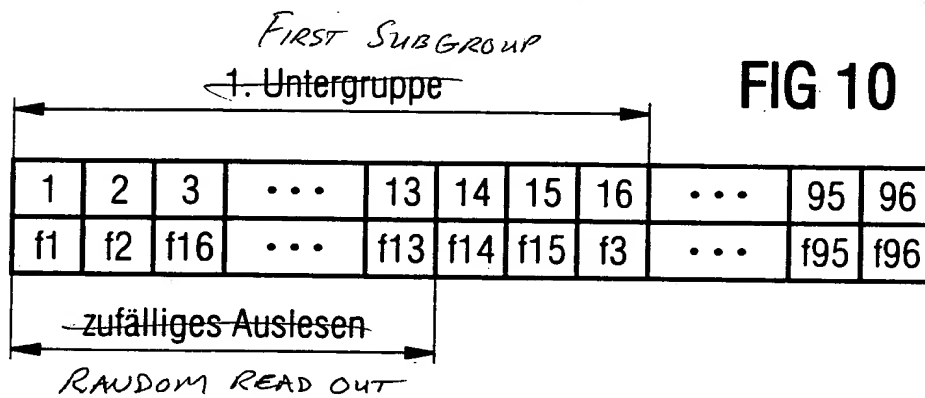 FIRST SUBGROUP
1. Untergruppe
FIG 10
1 2 3 ... 13 14 15 16 ... 95 96
f1 f2 f16 ... f13 f14 f15 f3 ... f95 f96
zufälliges Auslesen
RANDOM READ OUT